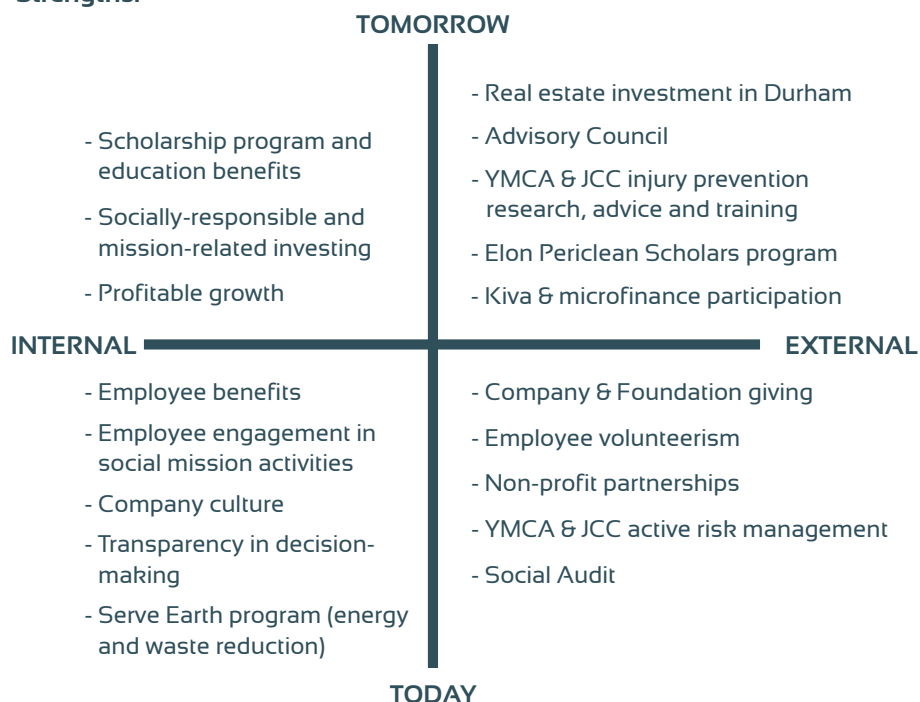 Strengths:
TOMORROW
- Scholarship program and
education benefits
- Socially-responsible and
mission-related investing
- Profitable growth
- Real estate investment in Durham
- Advisory Council
- YMCA & JCC injury prevention
research, advice and training
- Elon Periclean Scholars program
- Kiva & microfinance participation
INTERNAL
EXTERNAL
- Employee benefits
- Employee engagement in
social mission activities
- Company culture
- Transparency in decision-
making
- Serve Earth program (energy
and waste reduction)
- Company & Foundation giving
- Employee volunteerism
- Non-profit partnerships
- YMCA & JCC active risk management
- Social Audit
TODAY